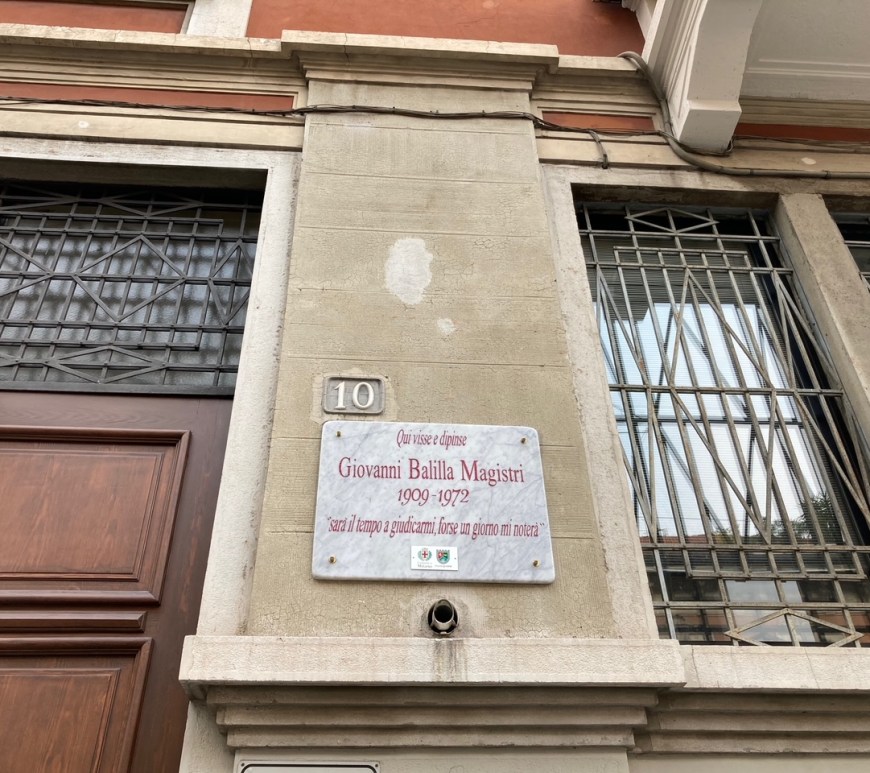 10
Qui visse e dipinse
Giovanni Balilla Magistri
1909-1972
"sarà il tempo a giudicarmi, forse un giorno mi noterà"